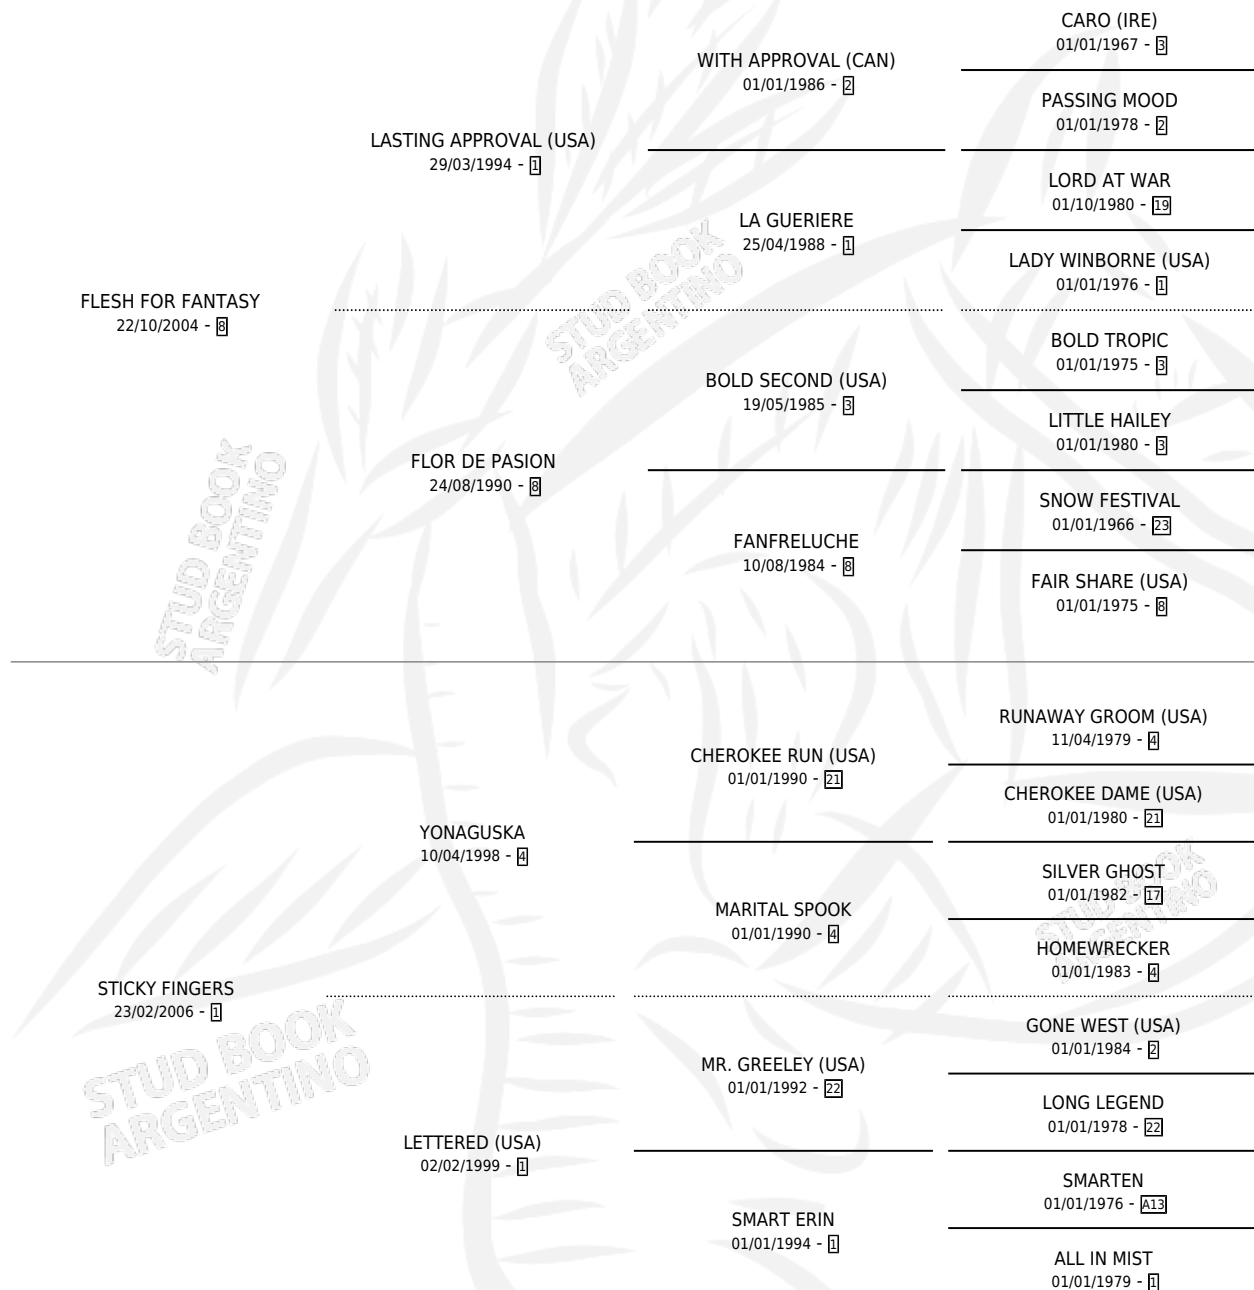 CARO (IRE)
01/01/1967 - 3
WITH APPROVAL (CAN)
01/01/1986 - 2
PASSING MOOD
01/01/1978 - 2
LASTING APPROVAL (USA)
29/03/1994 - 1
LORD AT WAR
01/10/1980 - 19
LA GUERIERE
25/04/1988 - 1
LADY WINBORNE (USA)
01/01/1976 - 1
FLESH FOR FANTASY
22/10/2004 - 8
BOLD TROPIC
01/01/1975 - 3
BOLD SECOND (USA)
19/05/1985 - 3
LITTLE HAILEY
01/01/1980 - 3
FLOR DE PASION
24/08/1990 - 8
SNOW FESTIVAL
01/01/1966 - 23
FANFRELUCHE
10/08/1984 - 8
FAIR SHARE (USA)
01/01/1975 - 8
RUNAWAY GROOM (USA)
11/04/1979 - 4
CHEROKEE RUN (USA)
01/01/1990 - 21
CHEROKEE DAME (USA)
01/01/1980 - 21
YONAGUSKA
10/04/1998 - 4
SILVER GHOST
01/01/1982 - 17
MARITAL SPOOK
01/01/1990 - 4
HOMEWRECKER
01/01/1983 - 4
STICKY FINGERS
23/02/2006 - 1
GONE WEST (USA)
01/01/1984 - 2
MR. GREELEY (USA)
01/01/1992 - 22
LONG LEGEND
01/01/1978 - 22
LETTERED (USA)
02/02/1999 - 1
SMARTEN
01/01/1976 - A13
SMART ERIN
01/01/1994 - 1
ALL IN MIST
01/01/1979 - 1
STUD BOOK
ARGENTINO
STUD BOOK
ARGENTINO
STUD BOOK
ARGENTINO
STUD BOOK
ARGENTINO